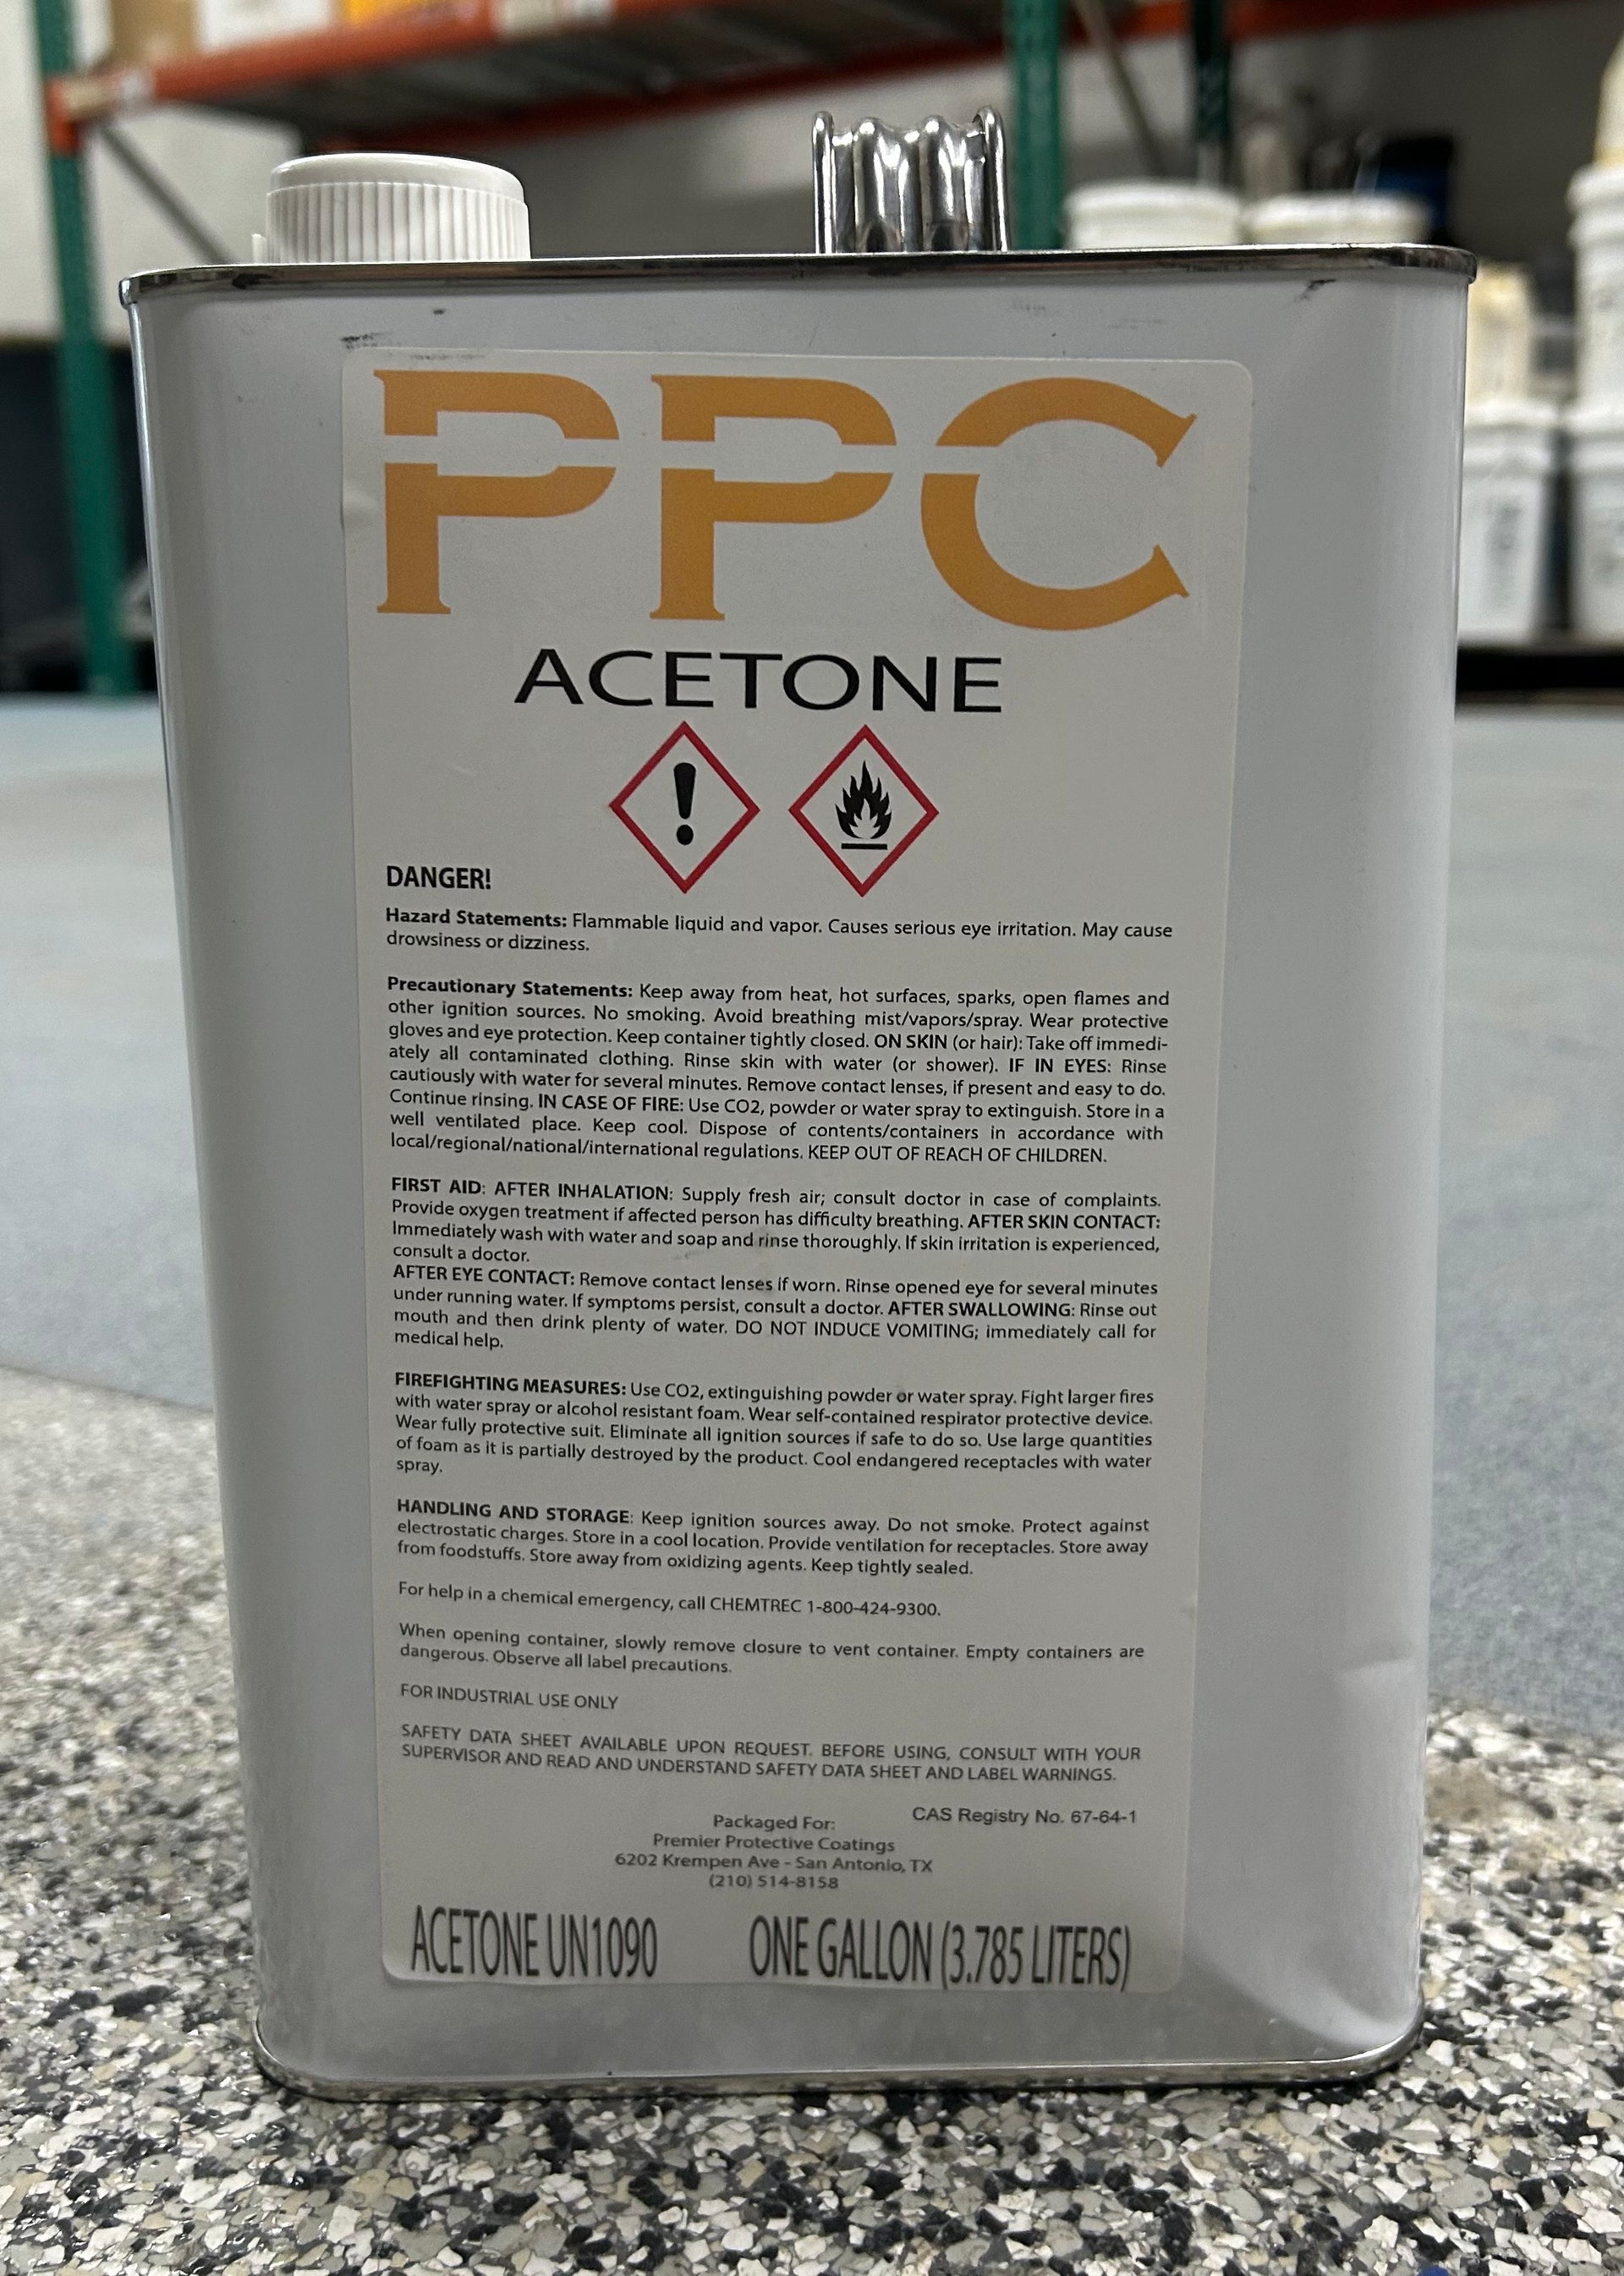 PPC
ACETONE
DANGER!
Hazard Statements: Flammable liquid and vapor. Causes serious eye irritation. May cause
drowsiness or dizziness.
Precautionary Statements: Keep away from heat, hot surfaces, sparks, open flames and
other ignition sources. No smoking. Avoid breathing mist/vapors/spray. Wear protective
gloves and eye protection. Keep container tightly closed. ON SKIN (or hair): Take off immedi-
ately all contaminated clothing. Rinse skin with water (or shower). IF IN EYES: Rinse
cautiously with water for several minutes. Remove contact lenses, if present and easy to do.
Continue rinsing. IN CASE OF FIRE: Use CO2, powder or water spray to extinguish. Store in a
well ventilated place. Keep cool. Dispose of contents/containers in accordance with
local/regional/national/international regulations. KEEP OUT OF REACH OF CHILDREN.
FIRST AID: AFTER INHALATION: Supply fresh air; consult doctor in case of complaints.
Provide oxygen treatment if affected person has difficulty breathing. AFTER SKIN CONTACT:
Immediately wash with water and soap and rinse thoroughly. If skin irritation is experienced,
consult a doctor.
AFTER EYE CONTACT: Remove contact lenses if worn. Rinse opened eye for several minutes
under running water. If symptoms persist, consult a doctor. AFTER SWALLOWING: Rinse out
mouth and then drink plenty of water. DO NOT INDUCE VOMITING; immediately call for
medical help.
FIREFIGHTING MEASURES: Use CO2, extinguishing powder or water spray. Fight larger fires
with water spray or alcohol resistant foam. Wear self-contained respirator protective device.
Wear fully protective suit. Eliminate all ignition sources if safe to do so. Use large quantities
of foam as it is partially destroyed by the product. Cool endangered receptacles with water
spray.
HANDLING AND STORAGE: Keep ignition sources away. Do not smoke. Protect against
electrostatic charges. Store in a cool location. Provide ventilation for receptacles. Store away
from foodstuffs. Store away from oxidizing agents. Keep tightly sealed.
For help in a chemical emergency, call CHEMTREC 1-800-424-9300.
When opening container, slowly remove closure to vent container. Empty containers are
dangerous. Observe all label precautions.
FOR INDUSTRIAL USE ONLY
SAFETY DATA SHEET AVAILABLE UPON REQUEST. BEFORE USING, CONSULT WITH YOUR
SUPERVISOR AND READ AND UNDERSTAND SAFETY DATA SHEET AND LABEL WARNINGS.
CAS Registry No. 67-64-1
Packaged For:
Premier Protective Coatings
6202 Krempen Ave - San Antonio, TX
(210) 514-8158
ACETONE UN1090 ONE GALLON (3.785 LITERS)